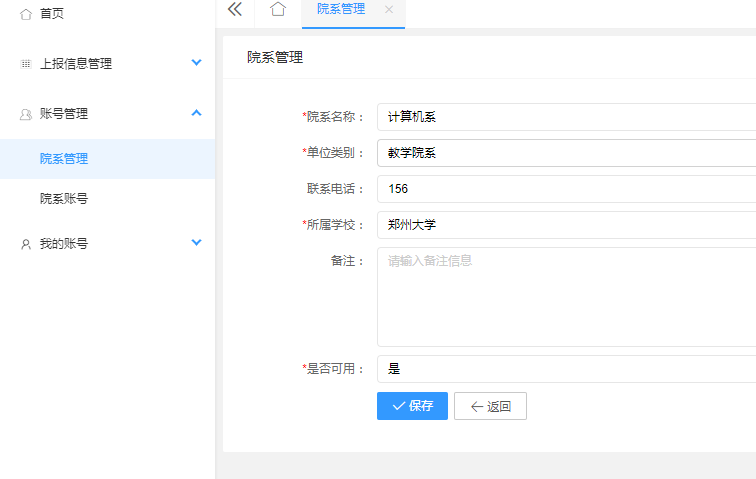 首页
上报信息管理
账号管理
院系管理
院系账号
我的账号
院系管理
院系管理
*院系名称： 计算机系
*单位类别： 教学院系
联系电话： 156
*所属学校： 郑州大学
备注： 请输入备注信息
*是否可用： 是
保存 返回